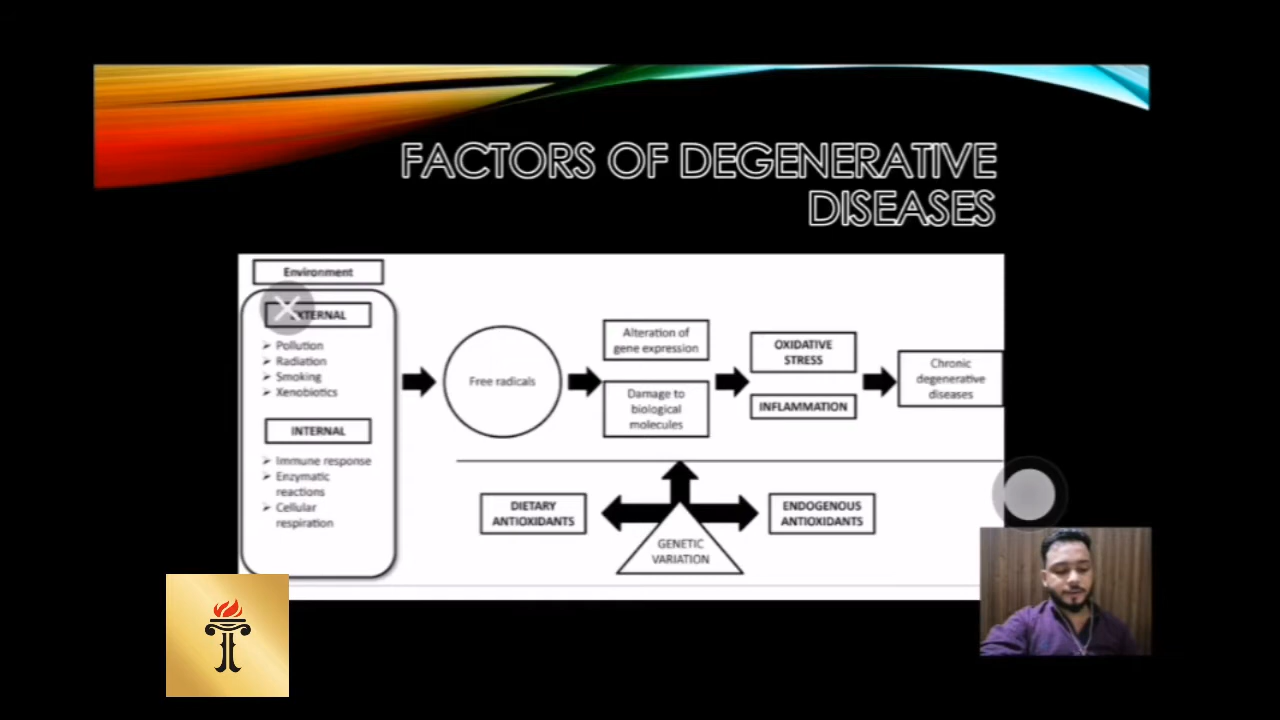 FACTORS OF DEGENERATIVE
DISEASES
Environment
EXTERNAL
➢ Pollution
➢ Radiation
➢ Smoking
➢ Xenobiotics
INTERNAL
➢ Immune response
➢ Enzymatic
reactions
➢ Cellular
respiration
Free radicals
Alteration of
gene expression
Damage to
biological
molecules
OXIDATIVE
STRESS
INFLAMMATION
Chronic
degenerative
diseases
DIETARY
ANTIOXIDANTS
GENETIC
VARIATION
ENDOGENOUS
ANTIOXIDANTS